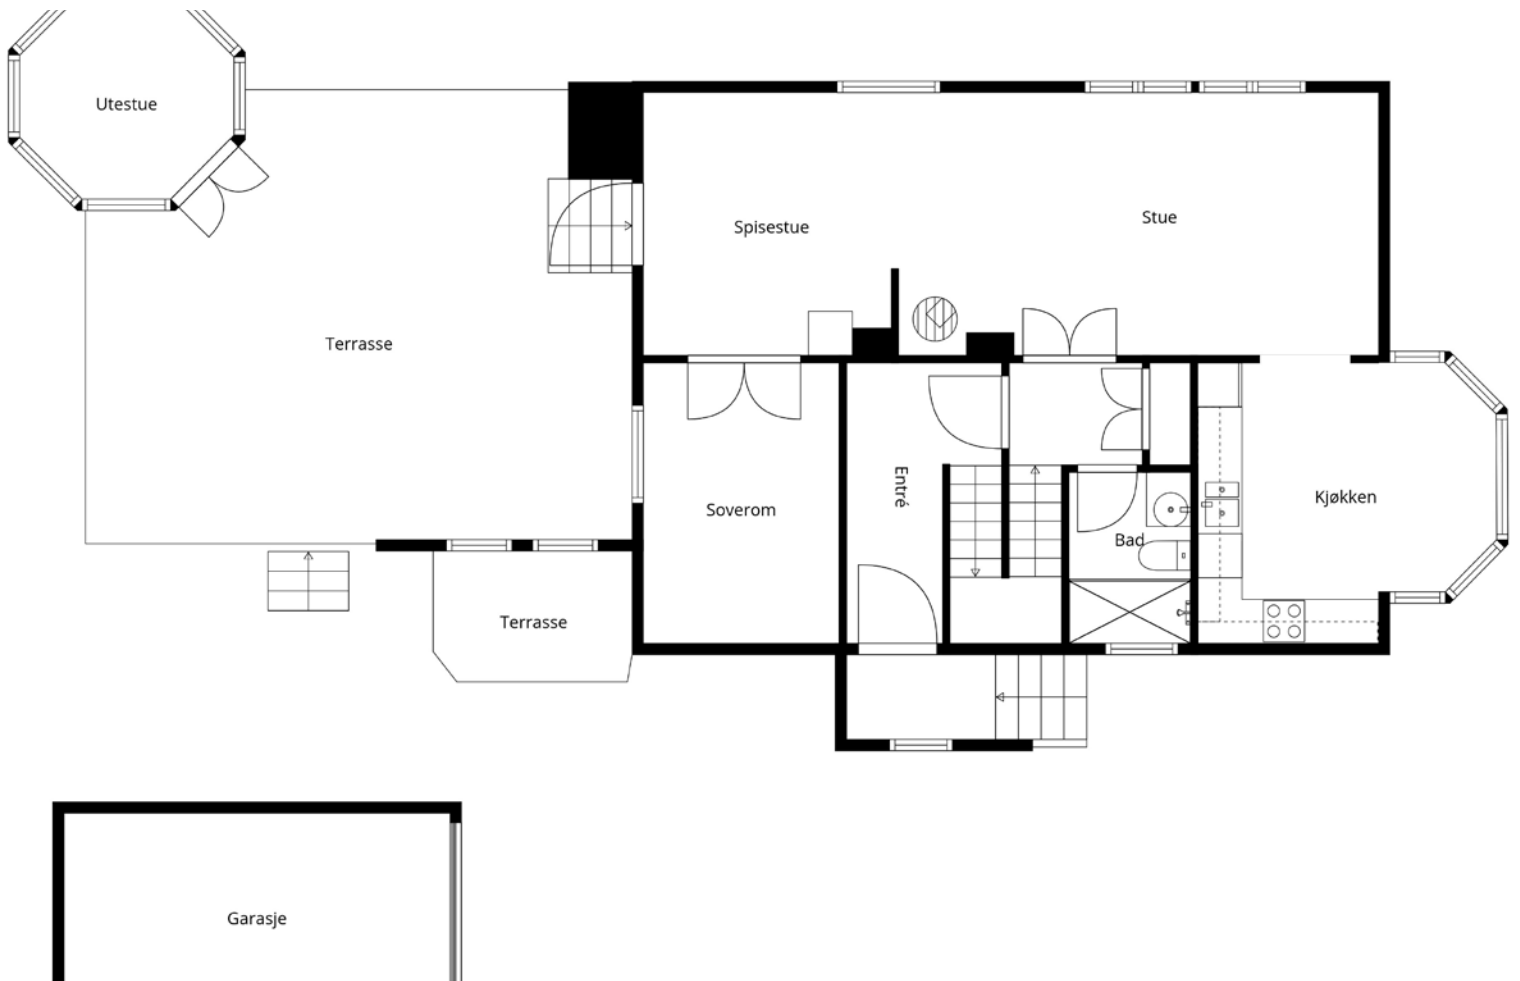 Utestue
Spisestue
Stue
Terrasse
Entré
Kjøkken
Soverom
Bad
Terrasse
Garasje